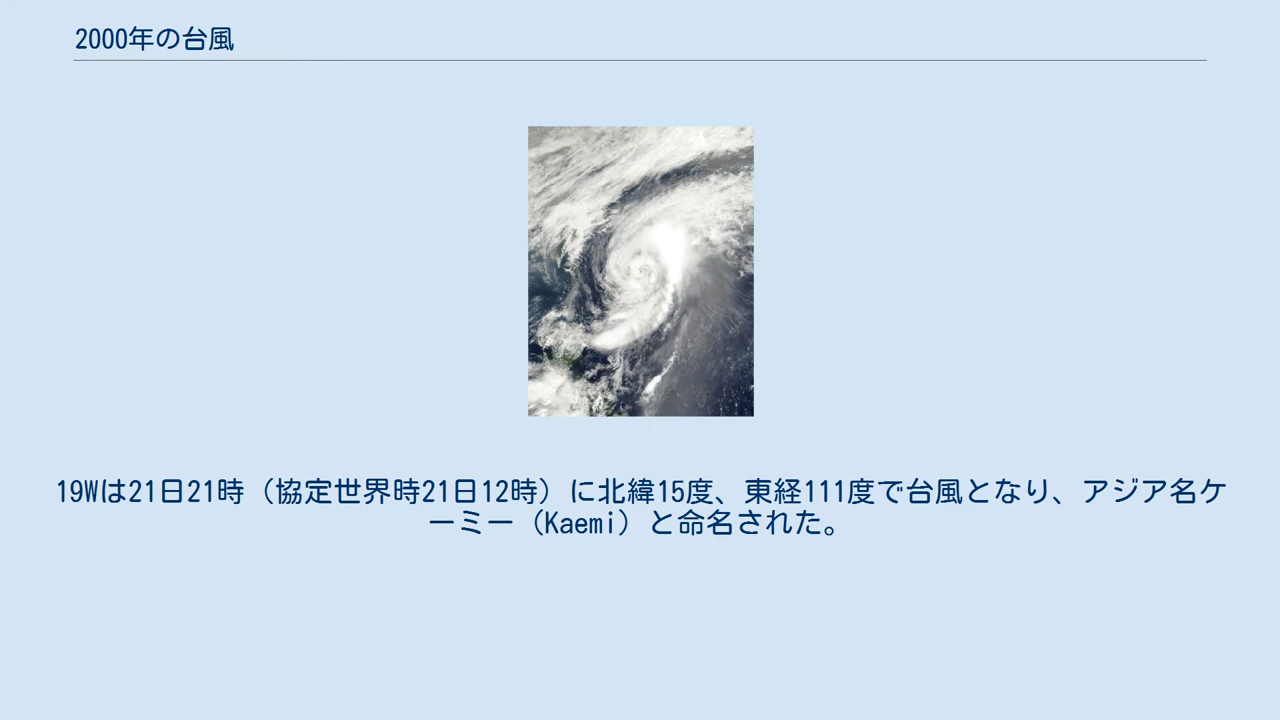 2000年の台風
19Wは21日21時（協定世界時21日12時）に北緯15度、東経111度で台風となり、アジア名ケ
ーミー（Kaemi）と命名された。